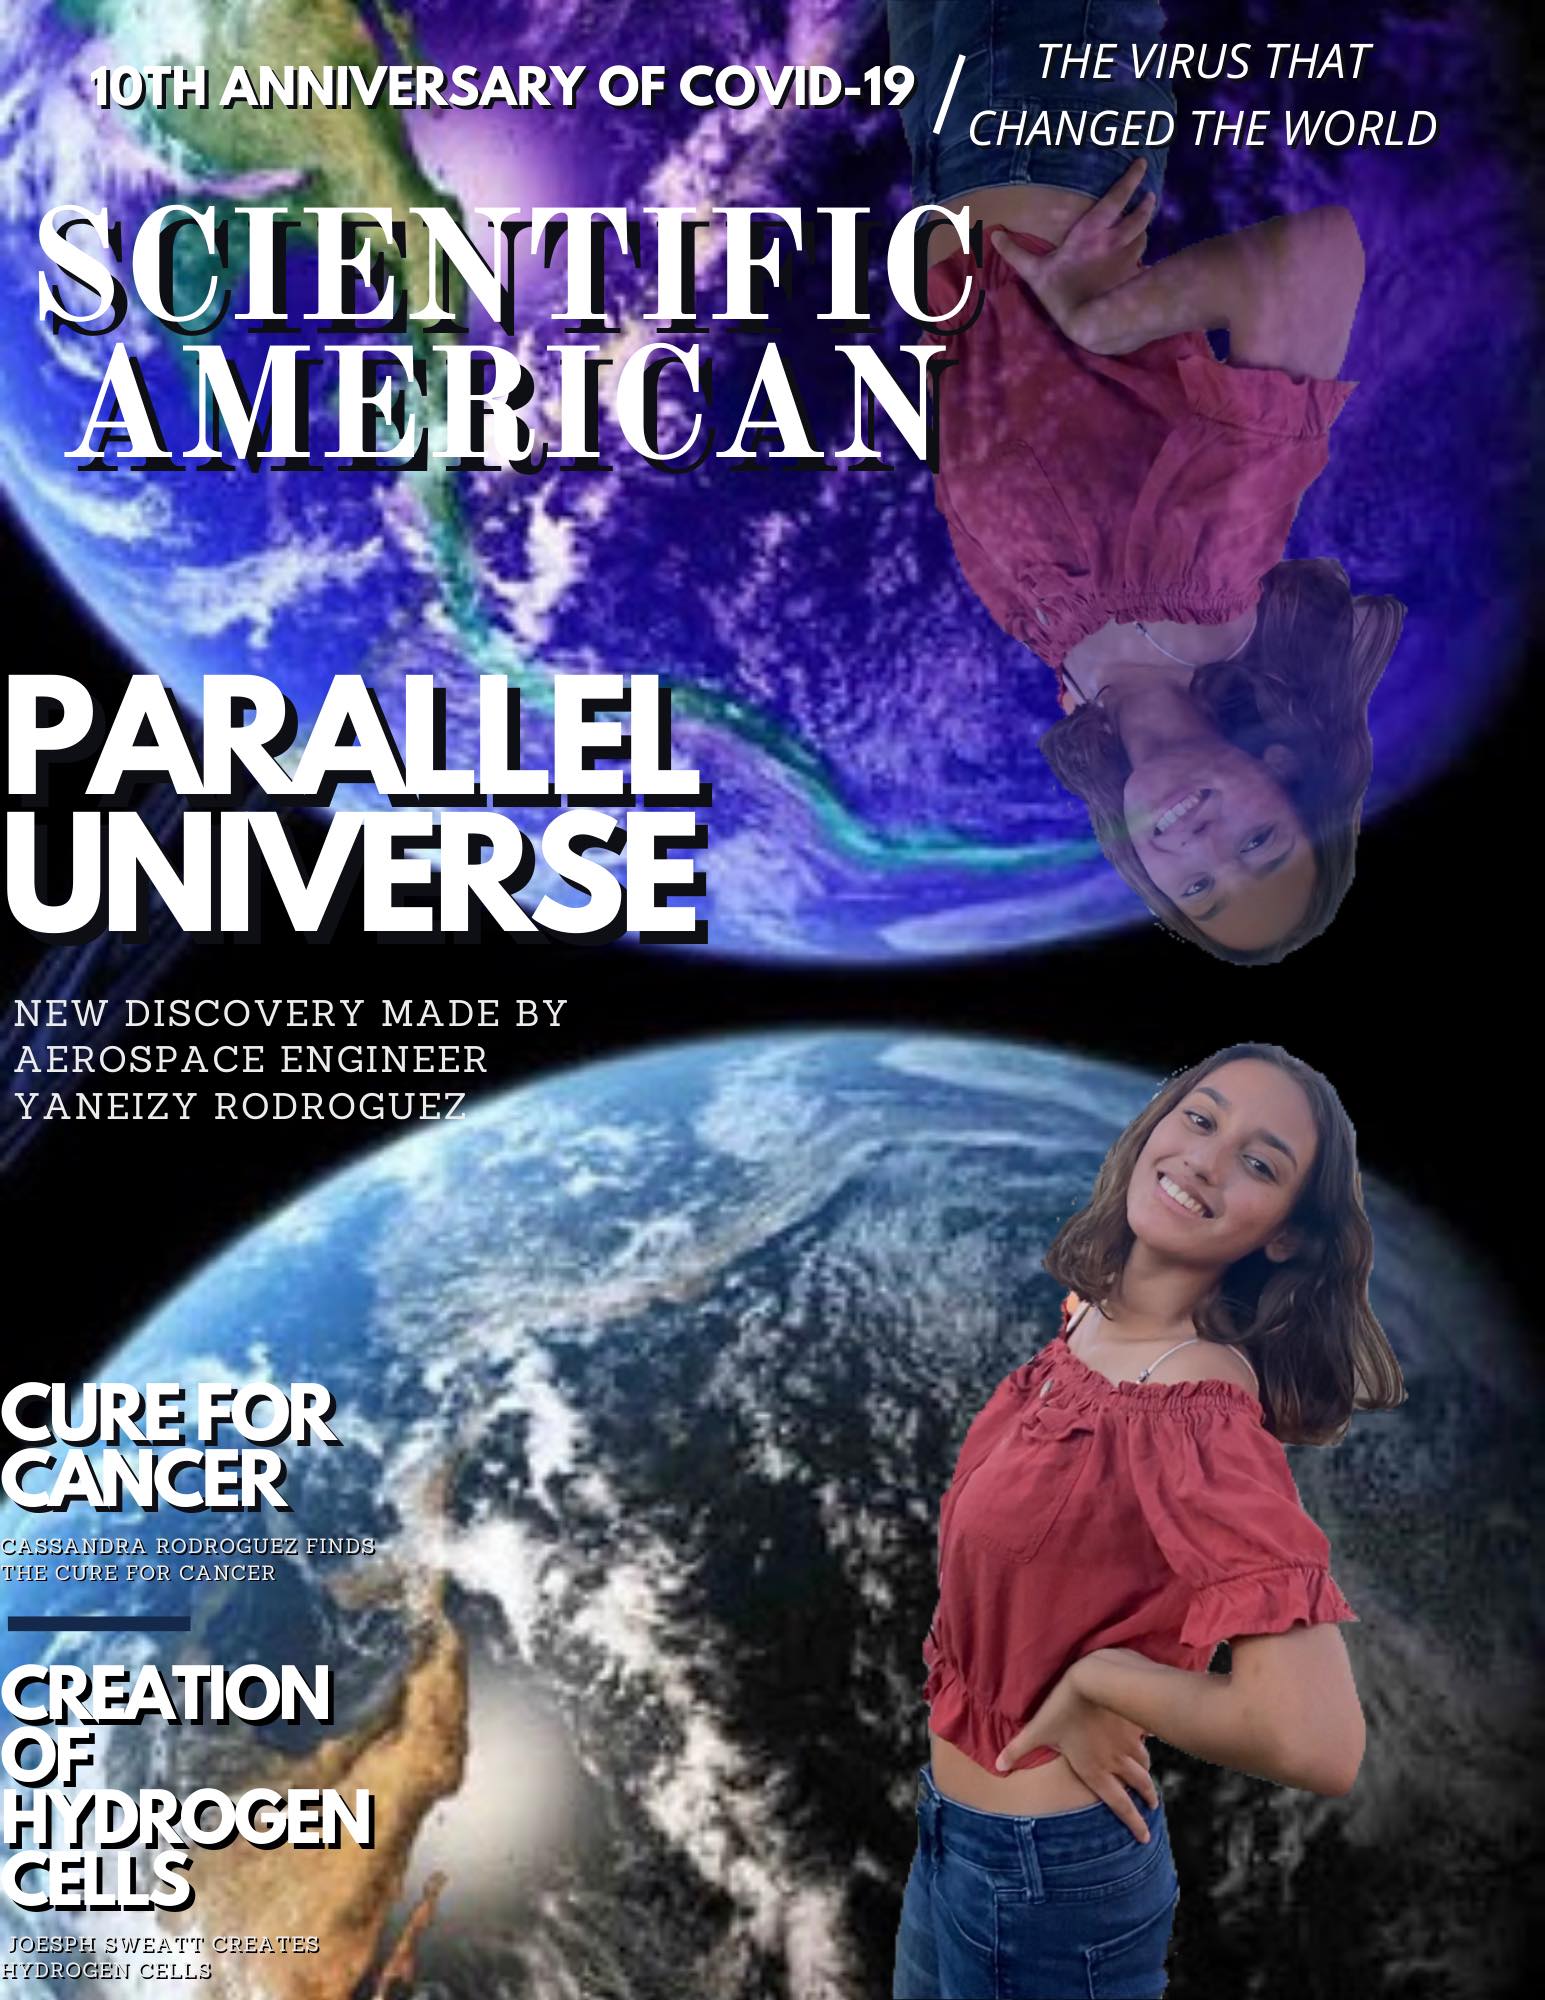 10TH ANNIVERSARY OF COVID-19 /
THE VIRUS THAT
CHANGED THE WORLD
SCIENTIFIC
AMERICAN
PARALLEL
UNIVERSE
NEW DISCOVERY MADE BY
AEROSPACE ENGINEER
YANEIZY RODROGUEZ
CURE FOR
CANCER
CASSANDRA RODROGUEZ FINDS
THE CURE FOR CANCER
CREATION
OF
HYDROGEN
CELLS
JOESPH SWEATT CREATES
HYDROGEN CELLS